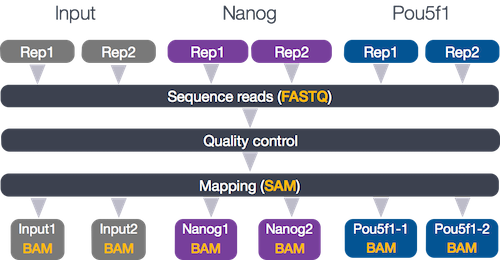 Input Nanog Pou5f1
Rep1 Rep2 Rep1 Rep2 Rep1 Rep2
Sequence reads (FASTQ)
Quality control
Mapping (SAM)
Input1 Input2 Nanog1 Nanog2 Pou5f1-1 Pou5f1-2
BAM BAM BAM BAM BAM BAM